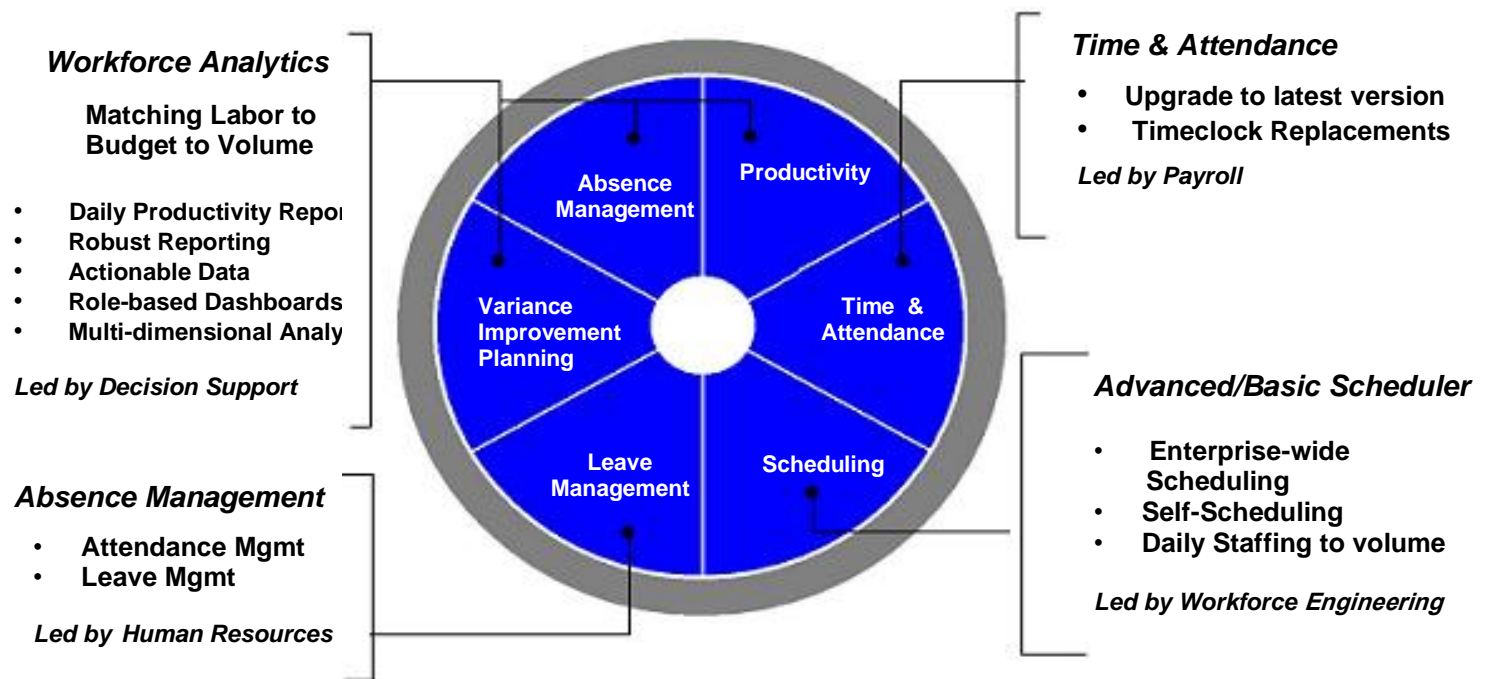 Workforce Analytics
Matching Labor to
Budget to Volume
• Daily Productivity Repor
• Robust Reporting
• Actionable Data
• Role-based Dashboards
• Multi-dimensional Analy
Led by Decision Support
Absence Management
• Attendance Mgmt
• Leave Mgmt
Led by Human Resources
Absence
Management
Productivity
Variance
Improvement
Planning
Time &
Attendance
Leave
Management
Scheduling
Time & Attendance
• Upgrade to latest version
• Timeclock Replacements
Led by Payroll
Advanced/Basic Scheduler
• Enterprise-wide
Scheduling
• Self-Scheduling
• Daily Staffing to volume
Led by Workforce Engineering